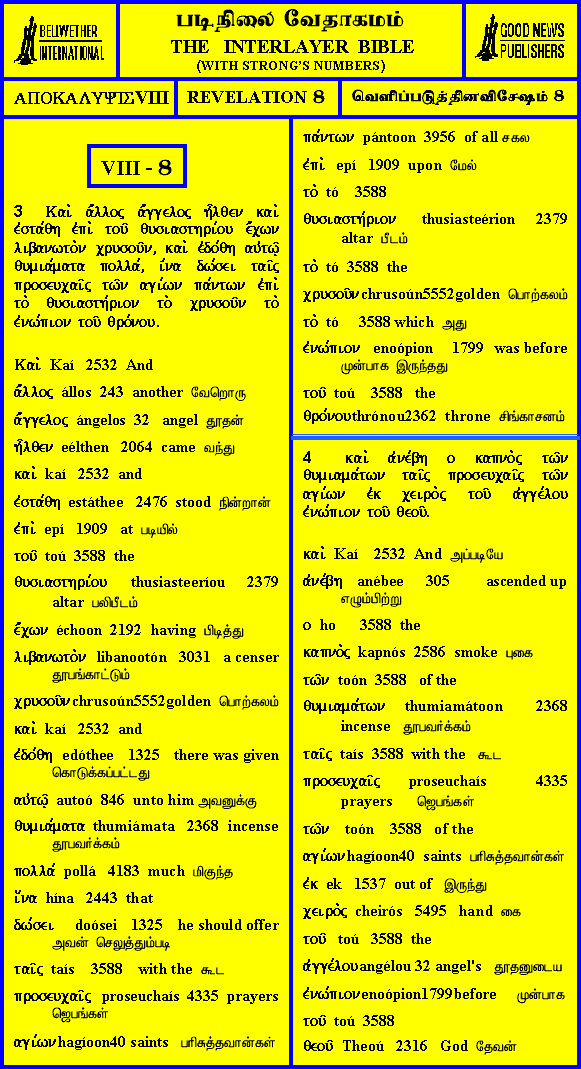 BELLWETHER
INTERNATIONAL
படிநிலை வேதாகமம்
THE INTERLAYER BIBLE
(WITH STRONG'S NUMBERS)
GOOD NEWS
PUBLISHERS
ΑΠΟΚΑΛΥΨΙΣ VIII
REVELATION 8
வெளிப்படுத்தினவிசேஷம் 8
VIII - 8
3 Καὶ ἄλλος ἄγγελος ἦλθεν καὶ
ἐστάθη ἐπὶ τοῦ θυσιαστηρίου ἔχων
λιβανωτὸν χρυσοῦν, καὶ ἐδόθη αὐτῷ
θυμιάματα πολλά, ἵνα δώσει ταῖς
προσευχαῖς τῶν αγίων πάντων ἐπὶ
τὸ θυσιαστήριον τὸ χρυσοῦν τὸ
ἐνώπιον τοῦ θρόνου.
Καὶ Kaí 2532 And
ἄλλος állos 243 another வேறொரு
ἄγγελος ángelos 32 angel தூதன்
ἦλθεν eélthen 2064 came வந்து
καὶ kaí 2532 and
ἐστάθη estáthee 2476 stood நின்றான்
ἐπὶ epí 1909 at படியில்
τοῦ toú 3588 the
θυσιαστηρίου thusiasteeríou 2379
altar பலிபீடம்
ἔχων échoon 2192 having பிடித்து
λιβανωτὸν libanootón 3031 a censer
தூபங்காட்டும்
χρυσοῦν chrusoún5552golden பொற்கலம்
καὶ kaí 2532 and
ἐδόθη edóthee 1325 there was given
கொடுக்கப்பட்டது
αὐτῷ autoó 846 unto him அவனுக்கு
θυμιάματα thumiámata 2368 incense
தூபவர்க்கம்
πολλά pollá 4183 much மிகுந்த
ἵνα hína 2443 that
δώσει doósei 1325 he should offer
அவன் செலுத்தும்படி
ταῖς taís 3588 with the கூட
προσευχαῖς proseuchaís 4335 prayers
ஜெபங்கள்
αγίων hagíoon40 saints பரிசுத்தவான்கள்
πάντων pántoon 3956 of all சகல
ἐπὶ epí 1909 upon மேல்
τὸ tó 3588
θυσιαστήριον thusiasteérion 2379
altar பீடம்
τὸ tó 3588 the
χρυσοῦν chrusoún5552golden பொற்கலம்
τὸ tó 3588 which அது
ἐνώπιον enoópion 1799 was before
முன்பாக இருந்தது
τοῦ toú 3588 the
θρόνου thrónou2362 throne சிங்காசனம்
4 καὶ ἀνέβη ο καπνὸς τῶν
θυμιαμάτων ταῖς προσευχαῖς τῶν
αγίων ἐκ χειρὸς τοῦ ἀγγέλου
ἐνώπιον τοῦ θεοῦ.
καὶ Kaí 2532 And அப்படியே
ἀνέβη anébee 305 ascended up
எழும்பிற்று
ο ho 3588 the
καπνὸς kapnós 2586 smoke புகை
τῶν toón 3588 of the
θυμιαμάτων thumiamátoon 2368
incense தூபவர்க்கம்
ταῖς taís 3588 with the கூட
προσευχαῖς proseuchaís 4335
prayers ஜெபங்கள்
τῶν toón 3588 of the
αγίων hagíoon40 saints பரிசுத்தவான்கள்
ἐκ ek 1537 out of இருந்து
χειρὸς cheirós 5495 hand கை
τοῦ toú 3588 the
ἀγγέλου angélou 32 angel's தூதனுடைய
ἐνώπιον enoópion1799before முன்பாக
τοῦ toú 3588
θεοῦ Theoú 2316 God தேவன்